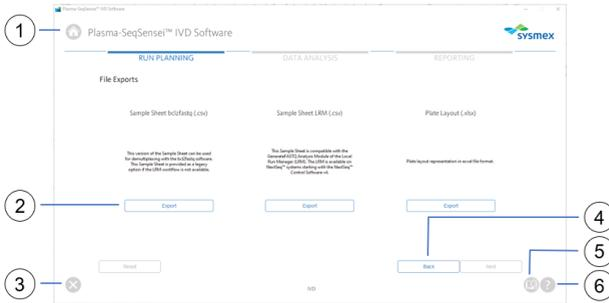 Plasma-SeqSensei™ IVD Software
1
Plasma-SeqSensei™ IVD Software
sysmex
RUN PLANNING
DATA ANALYSIS
REPORTING
File Exports
Sample Sheet bcl2fastq (.csv)
Sample Sheet LRM (.csv)
Plate Layout (.xlsx)
This version of the Sample Sheet can be used
for demultiplexing with the bcl2fastq software.
This Sample Sheet is provided as a legacy
option if the LRM workflow is not available.
This Sample Sheet is compatible with the
GenerateFASTQ Analysis Module of the Local
Run Manager (LRM). The LRM is available on
NextSeq™ systems starting with the NextSeq™
Control Software v4.
Plate layout representation in excel file format.
2
Export
Export
Export
4
5
Reset
Back
Next
3
IVD
?
6